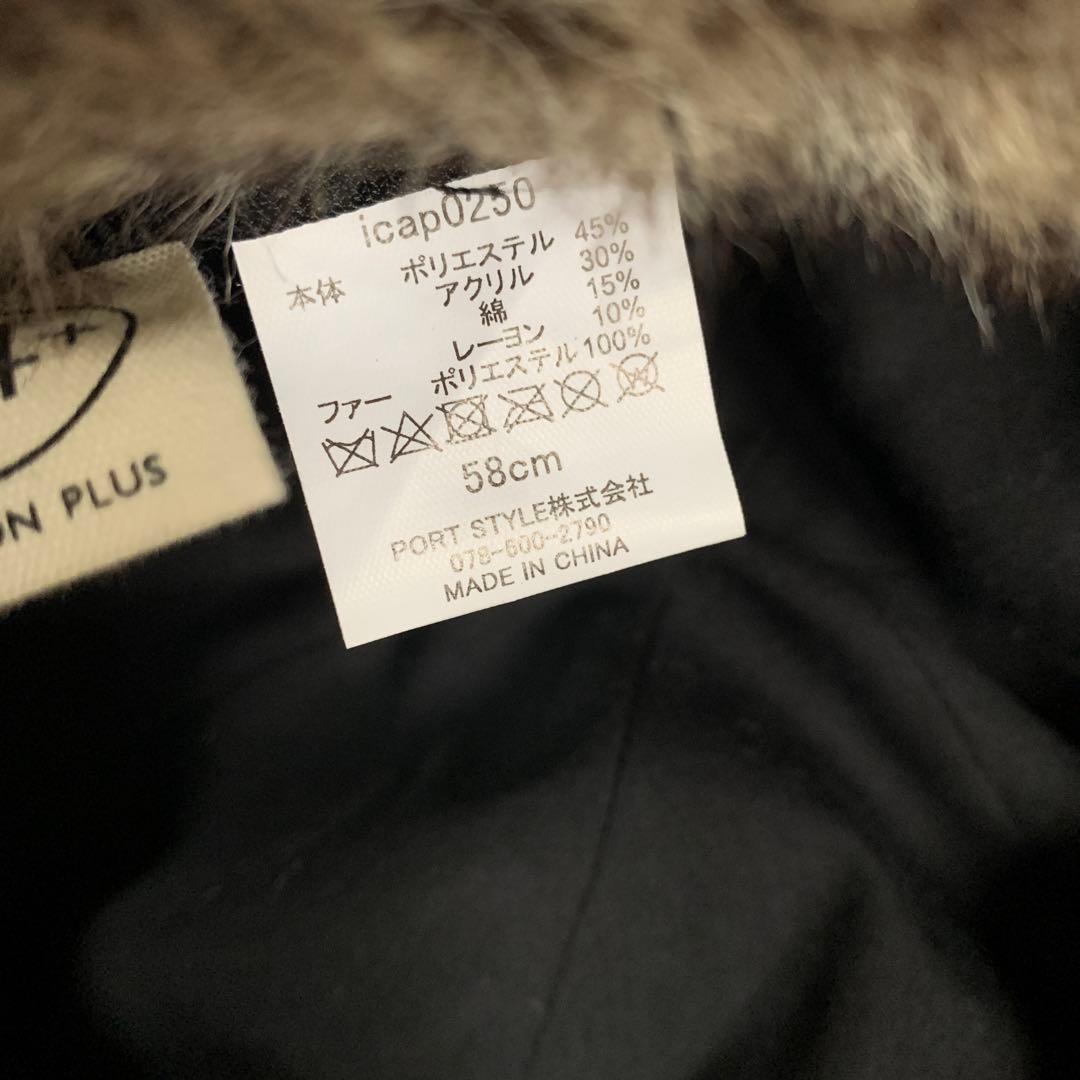 icap0250
本体 ポリエステル 45%
アクリル 30%
綿 15%
レーヨン 10%
ファー ポリエステル 100%
58cm
PORT STYLE株式会社
078-600-2790
MADE IN CHINA
PLUS